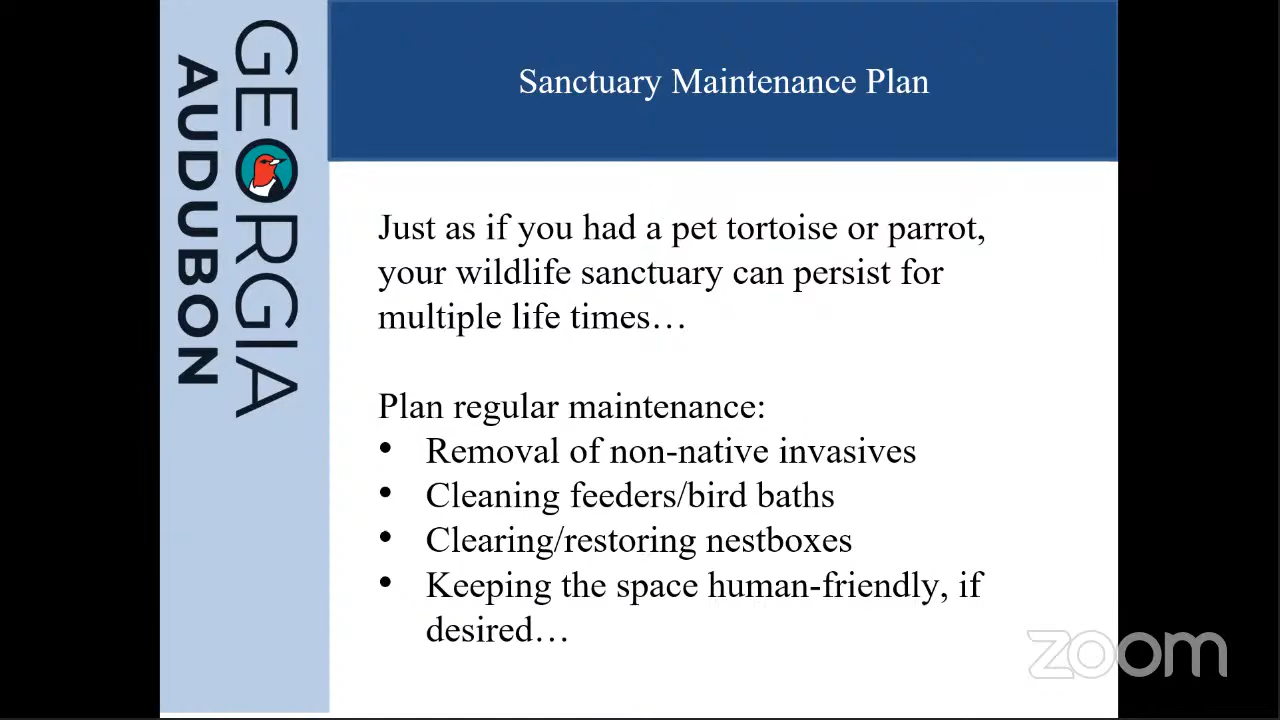 GEORGIA
AUDUBON
Sanctuary Maintenance Plan
Just as if you had a pet tortoise or parrot,
your wildlife sanctuary can persist for
multiple life times…
Plan regular maintenance:
• Removal of non-native invasives
• Cleaning feeders/bird baths
• Clearing/restoring nestboxes
• Keeping the space human-friendly, if
desired…
zoom